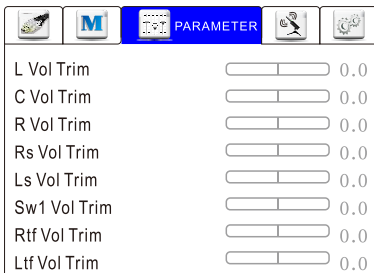 M PARAMETER
L Vol Trim 0.0
C Vol Trim 0.0
R Vol Trim 0.0
Rs Vol Trim 0.0
Ls Vol Trim 0.0
Sw1 Vol Trim 0.0
Rtf Vol Trim 0.0
Ltf Vol Trim 0.0